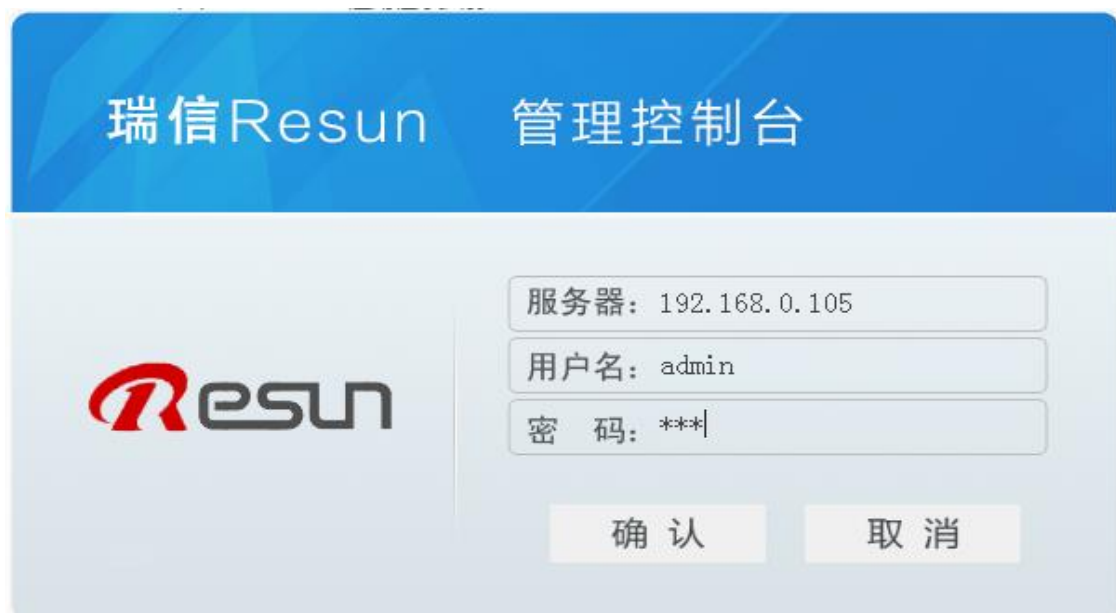 瑞信Resun 管理控制台
服务器：192.168.0.105
Resun
用户名：admin
密 码：***
确 认 取 消